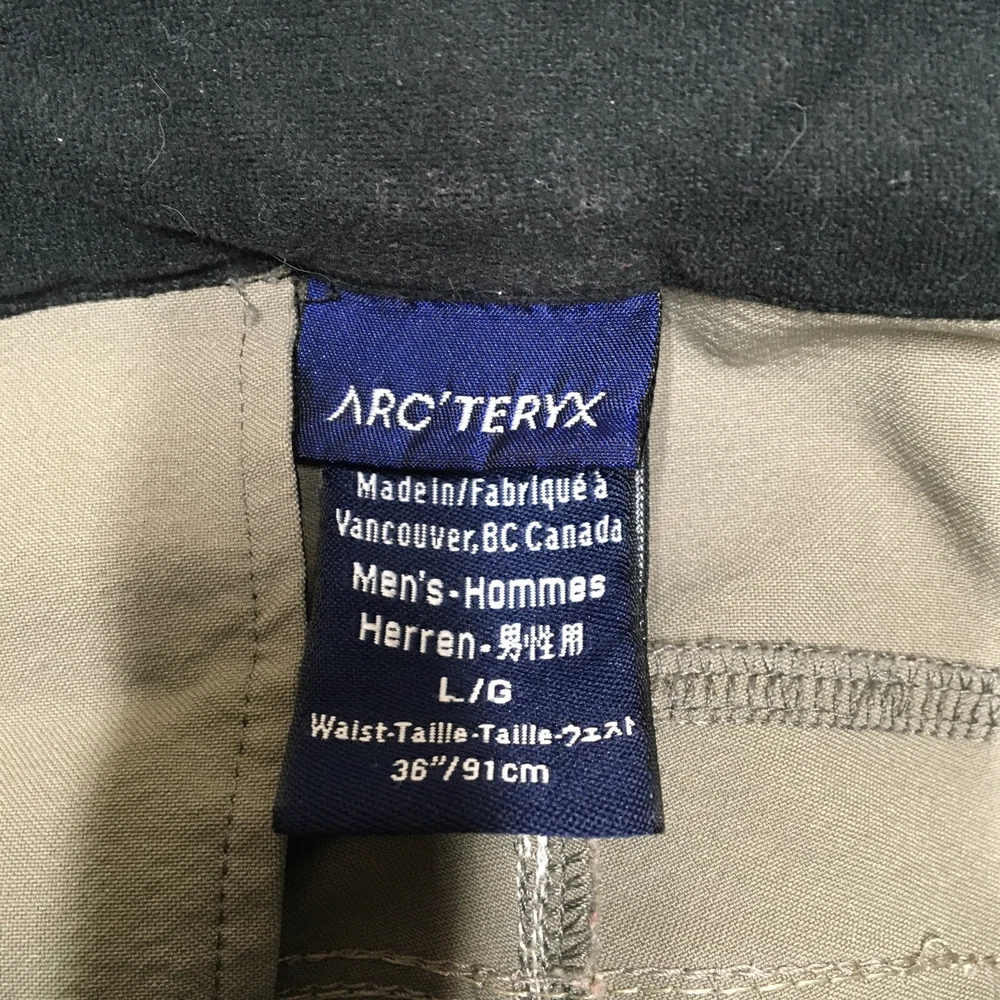 ARC'TERYX
Made in/Fabriqué à
Vancouver, BC Canada
Men's-Hommes
Herren-男性用
L/G
Waist-Taille-Taille-ウエスト
36"/91cm